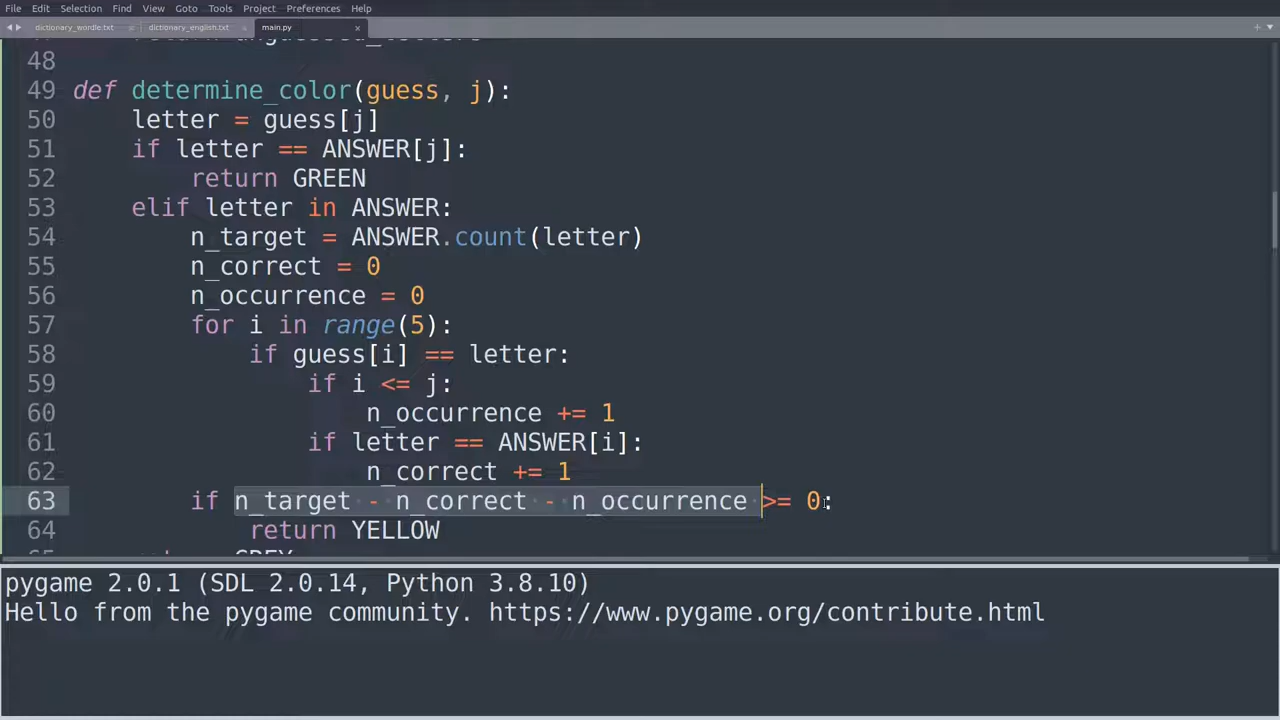 File Edit Selection Find View Goto Tools Project Preferences Help
dictionary_wordle.txt × dictionary_english.txt × main.py ×
48
49 def determine_color(guess, j):
50     letter = guess[j]
51     if letter == ANSWER[j]:
52         return GREEN
53     elif letter in ANSWER:
54         n_target = ANSWER.count(letter)
55         n_correct = 0
56         n_occurrence = 0
57         for i in range(5):
58             if guess[i] == letter:
59                 if i <= j:
60                     n_occurrence += 1
61                 if letter == ANSWER[i]:
62                     n_correct += 1
63         if n_target - n_correct - n_occurrence >= 0:
64             return YELLOW
65     return GREY
pygame 2.0.1 (SDL 2.0.14, Python 3.8.10)
Hello from the pygame community. https://www.pygame.org/contribute.html